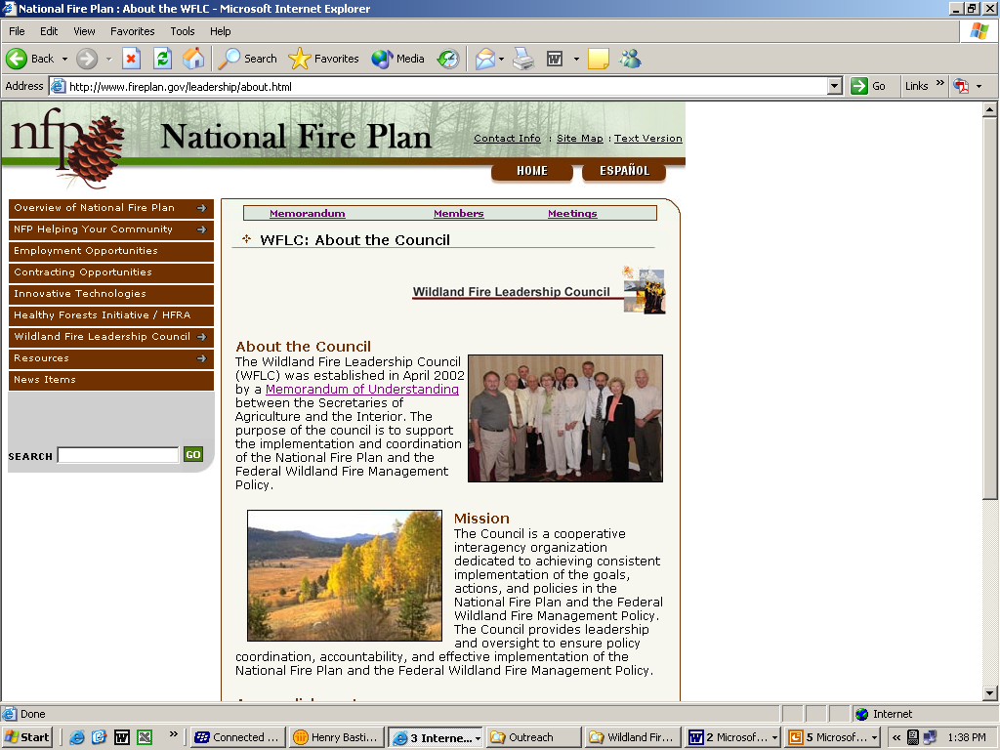 National Fire Plan : About the WFLC - Microsoft Internet Explorer
File Edit View Favorites Tools Help
Back Search Favorites Media
Address http://www.fireplan.gov/leadership/about.html Go Links »
nfp National Fire Plan
Contact Info : Site Map : Text Version
HOME ESPAÑOL
Overview of National Fire Plan
NFP Helping Your Community
Employment Opportunities
Contracting Opportunities
Innovative Technologies
Healthy Forests Initiative / HFRA
Wildland Fire Leadership Council
Resources
News Items
SEARCH GO
Memorandum Members Meetings
WFLC: About the Council
Wildland Fire Leadership Council
About the Council
The Wildland Fire Leadership Council
(WFLC) was established in April 2002
by a Memorandum of Understanding
between the Secretaries of
Agriculture and the Interior. The
purpose of the council is to support
the implementation and coordination
of the National Fire Plan and the
Federal Wildland Fire Management
Policy.
Mission
The Council is a cooperative
interagency organization
dedicated to achieving consistent
implementation of the goals,
actions, and policies in the
National Fire Plan and the Federal
Wildland Fire Management Policy.
The Council provides leadership
and oversight to ensure policy
coordination, accountability, and effective implementation of the
National Fire Plan and the Federal Wildland Fire Management Policy.
Done Internet
Start » Connected ... Henry Basti... 3 Interne... Outreach Wildland Fir... 2 Microsof... 5 Microsof... « 1:38 PM